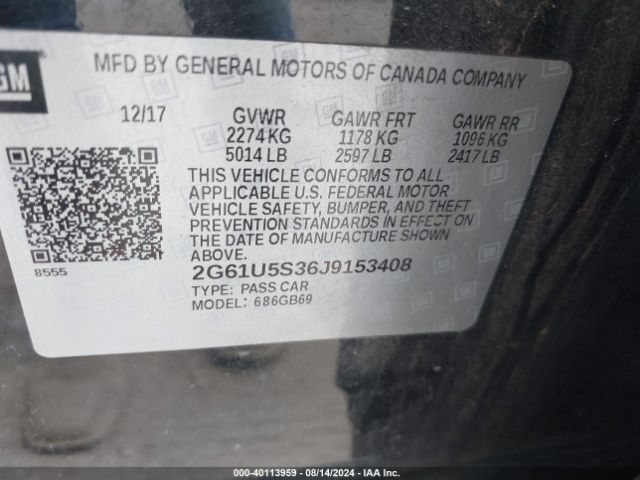 GM
MFD BY GENERAL MOTORS OF CANADA COMPANY
12/17 GVWR GAWR FRT GAWR RR
2274 KG 1178 KG 1096 KG
5014 LB 2597 LB 2417 LB
THIS VEHICLE CONFORMS TO ALL
APPLICABLE U.S. FEDERAL MOTOR
VEHICLE SAFETY, BUMPER, AND THEFT
PREVENTION STANDARDS IN EFFECT ON
THE DATE OF MANUFACTURE SHOWN
ABOVE.
8555 2G61U5S36J9153408
TYPE: PASS CAR
MODEL: 686GB69
000-40113959 - 08/14/2024 - IAA Inc.